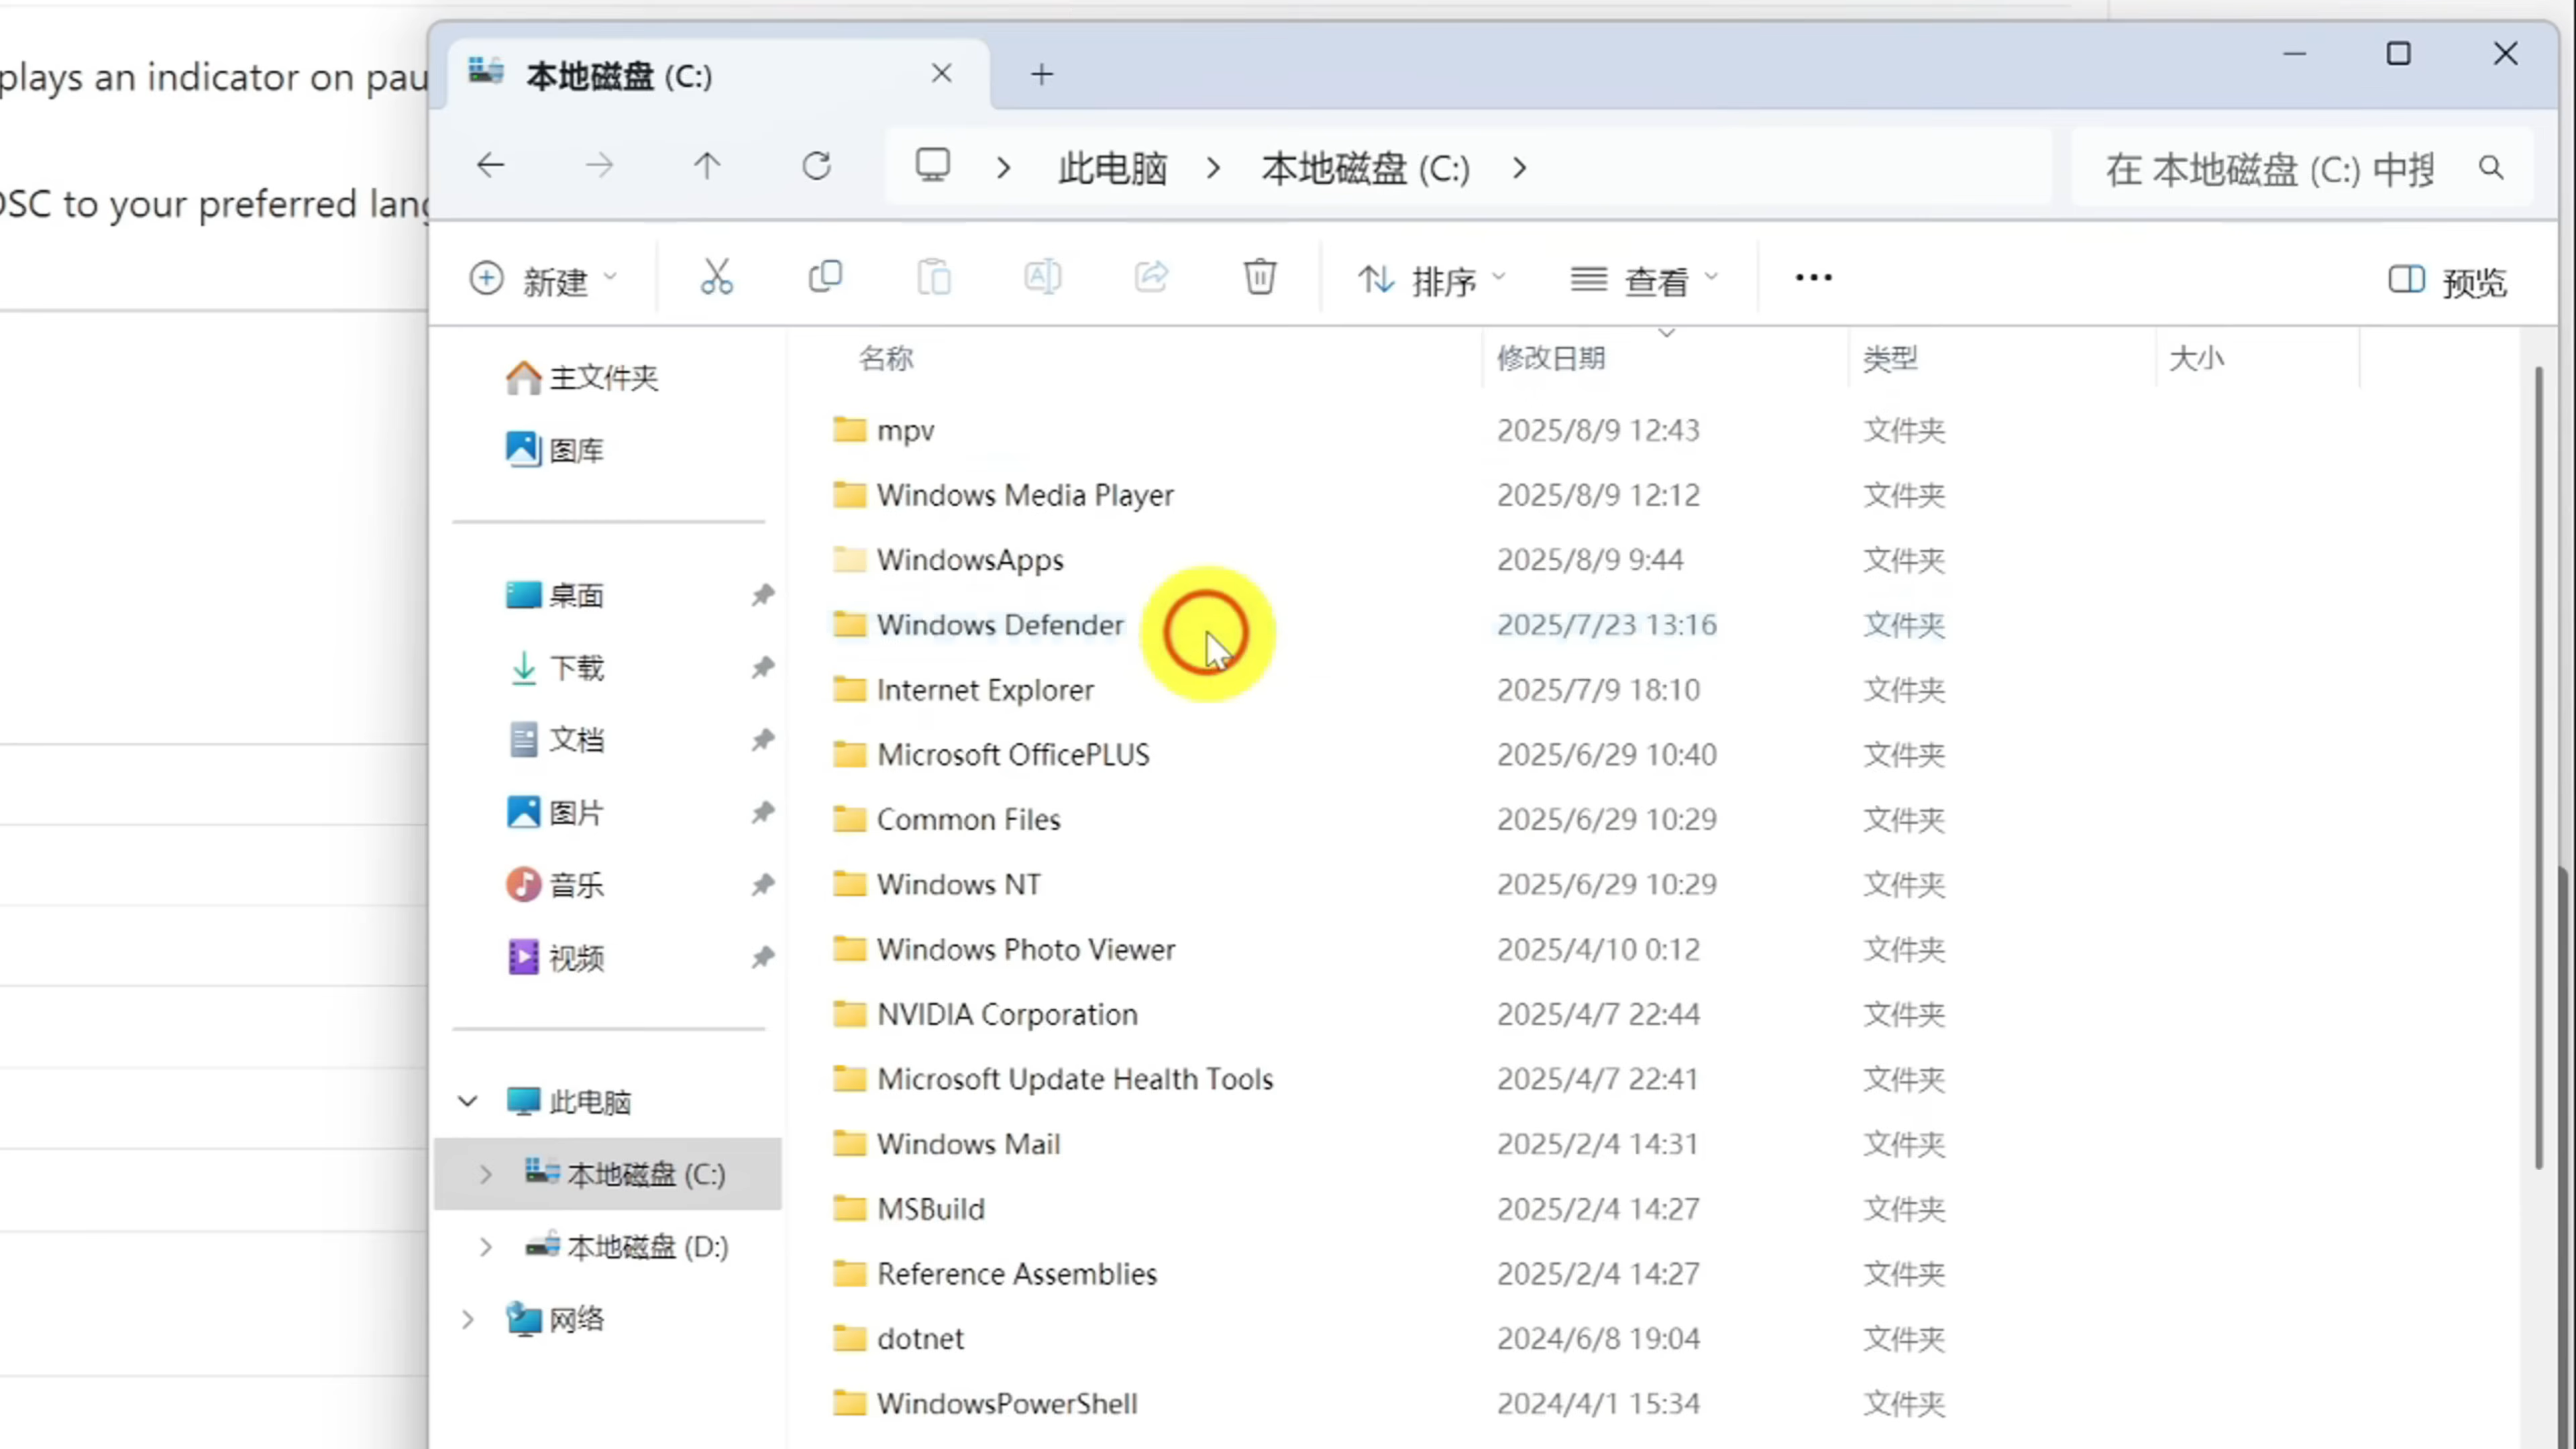 plays an indicator on pau
OSC to your preferred lang
本地磁盘 (C:)
此电脑
本地磁盘 (C:)
在 本地磁盘 (C:) 中搜
新建
排序
查看
预览
主文件夹
图库
桌面
下载
文档
图片
音乐
视频
此电脑
本地磁盘 (C:)
本地磁盘 (D:)
网络
名称 修改日期 类型 大小
mpv 2025/8/9 12:43 文件夹
Windows Media Player 2025/8/9 12:12 文件夹
WindowsApps 2025/8/9 9:44 文件夹
Windows Defender 2025/7/23 13:16 文件夹
Internet Explorer 2025/7/9 18:10 文件夹
Microsoft OfficePLUS 2025/6/29 10:40 文件夹
Common Files 2025/6/29 10:29 文件夹
Windows NT 2025/6/29 10:29 文件夹
Windows Photo Viewer 2025/4/10 0:12 文件夹
NVIDIA Corporation 2025/4/7 22:44 文件夹
Microsoft Update Health Tools 2025/4/7 22:41 文件夹
Windows Mail 2025/2/4 14:31 文件夹
MSBuild 2025/2/4 14:27 文件夹
Reference Assemblies 2025/2/4 14:27 文件夹
dotnet 2024/6/8 19:04 文件夹
WindowsPowerShell 2024/4/1 15:34 文件夹